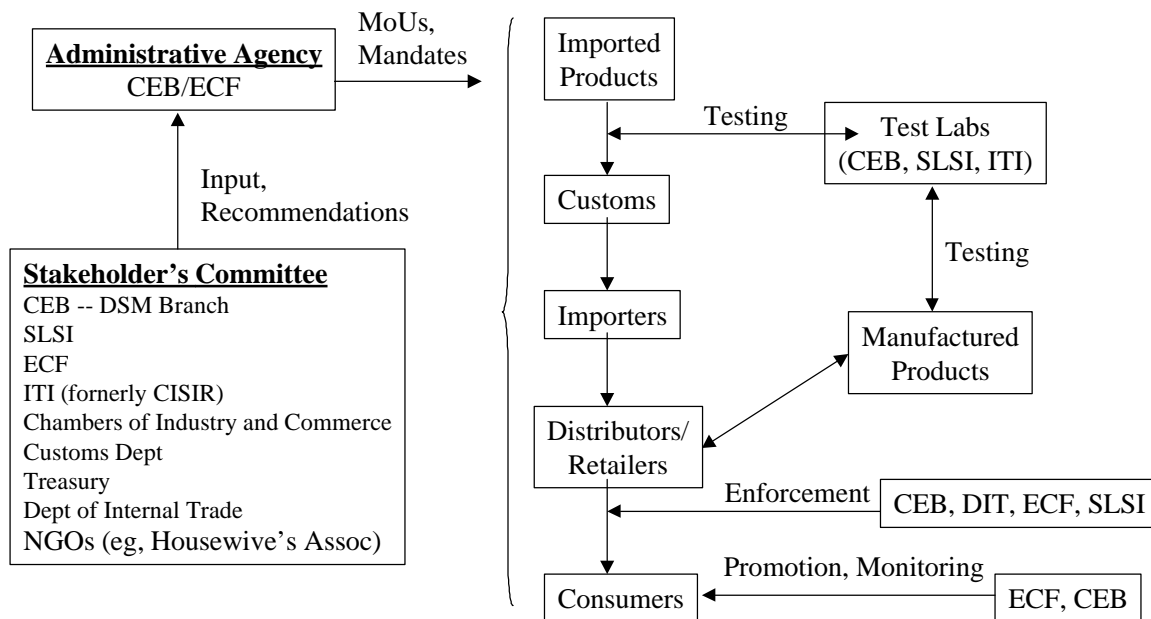 Administrative Agency
CEB/ECF
MoUs,
Mandates
Input,
Recommendations
Stakeholder’s Committee
CEB -- DSM Branch
SLSI
ECF
ITI (fornerly CISIR)
Chambers of Industry and Commerce
Customs Dept
Treasury
Dept of Internal Trade
NGOs (eg, Housewive’s Assoc)
Imported
Products
Testing
Test Labs
(CEB, SLSI, ITI)
Customs
Testing
Importers
Manufactured
Products
Distributors/
Retailers
Enforcement
CEB, DIT, ECF, SLSI
Promotion, Monitoring
Consumers
ECF, CEB